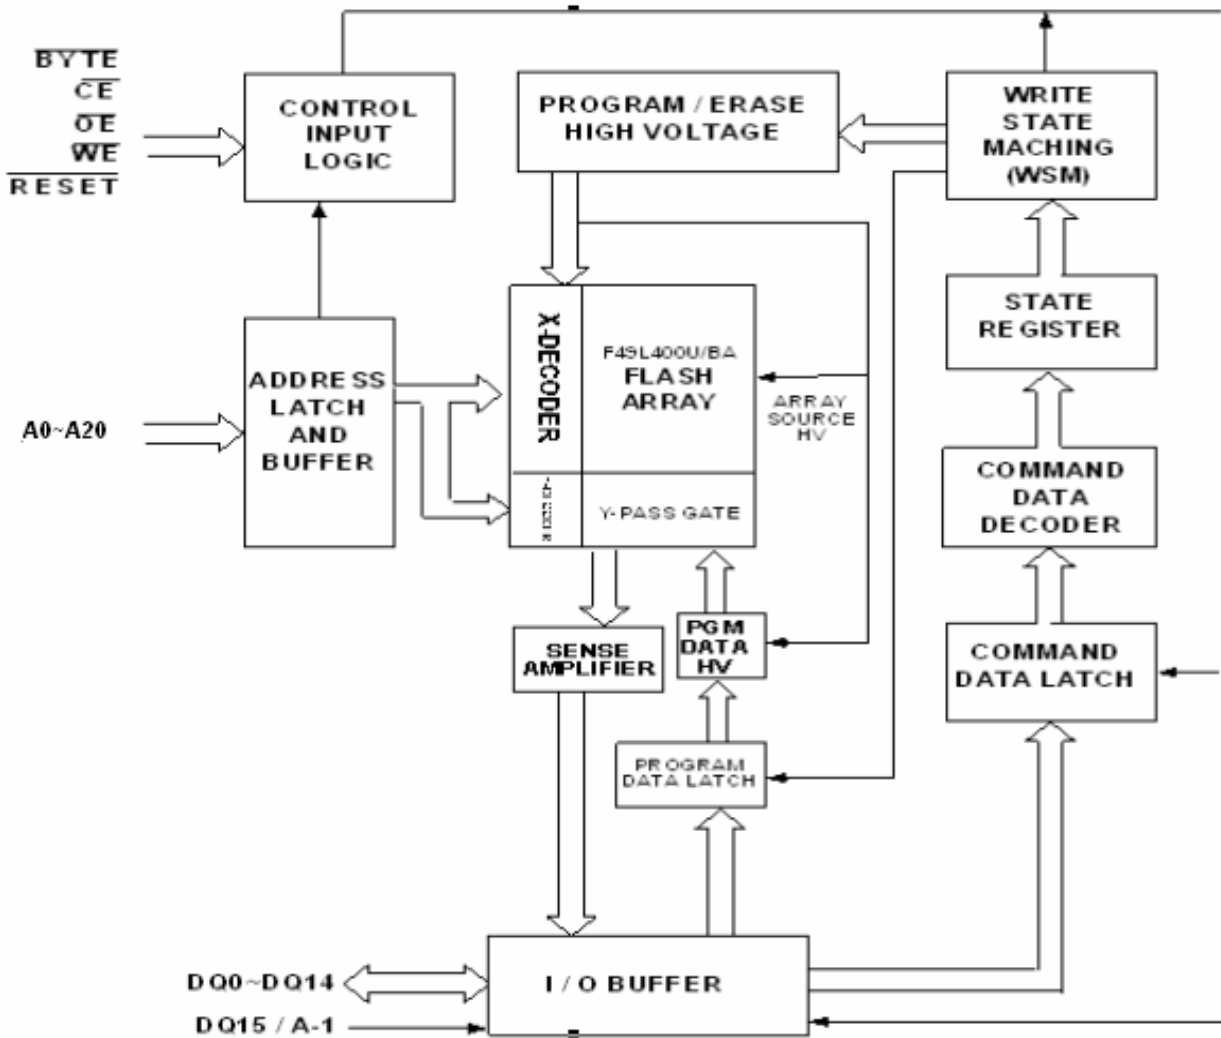 BYTE
CE
OE
WE
RESET
CONTROL
INPUT
LOGIC
PROGRAM / ERASE
HIGH VOLTAGE
WRITE
STATE
MACHING
(WSM)
STATE
REGISTER
A0~A20
ADDRESS
LATCH
AND
BUFFER
X-DECODER
F49L400U/BA
FLASH
ARRAY
ARRAY
SOURCE
HV
Y-PASS GATE
COMMAND
DATA
DECODER
SENSE
AMPLIFIER
PGM
DATA
HV
COMMAND
DATA LATCH
PROGRAM
DATA LATCH
DQ0~DQ14
DQ15 / A-1
I / O BUFFER